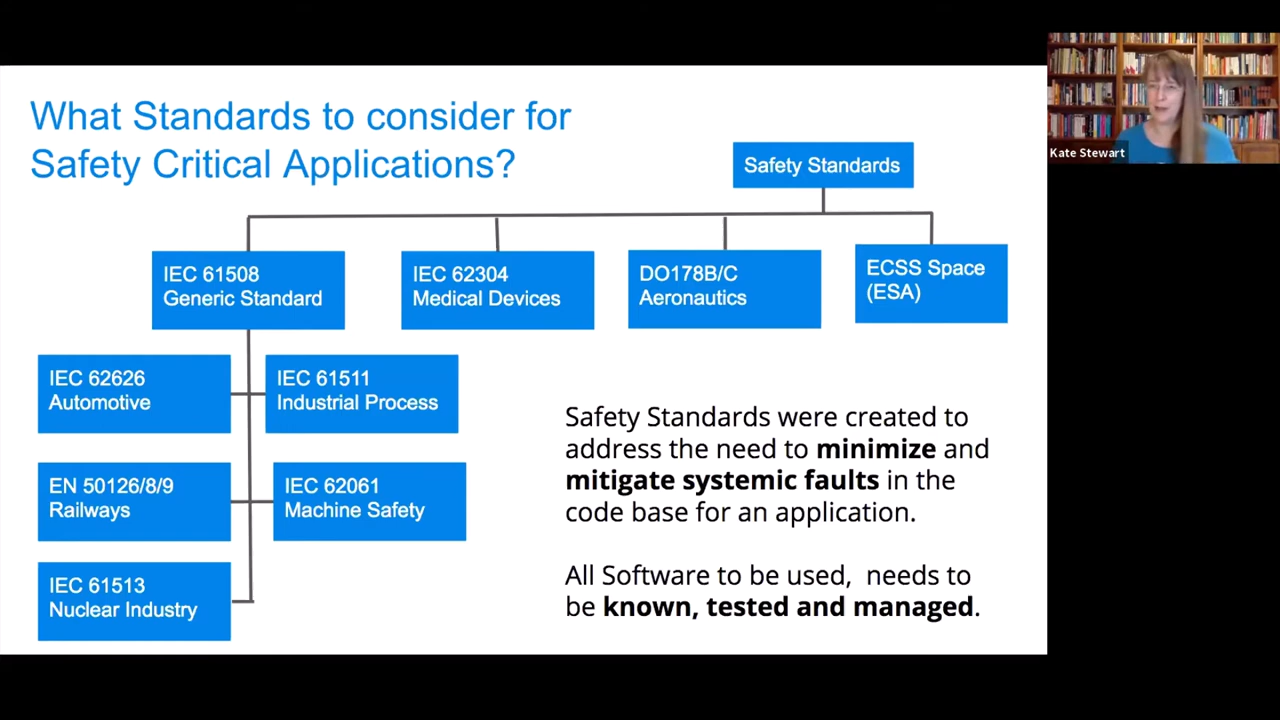 What Standards to consider for
Safety Critical Applications?
Kate Stewart
Safety Standards
IEC 61508
Generic Standard
IEC 62304
Medical Devices
DO178B/C
Aeronautics
ECSS Space
(ESA)
IEC 62626
Automotive
IEC 61511
Industrial Process
EN 50126/8/9
Railways
IEC 62061
Machine Safety
IEC 61513
Nuclear Industry
Safety Standards were created to
address the need to minimize and
mitigate systemic faults in the
code base for an application.
All Software to be used,  needs to
be known, tested and managed.